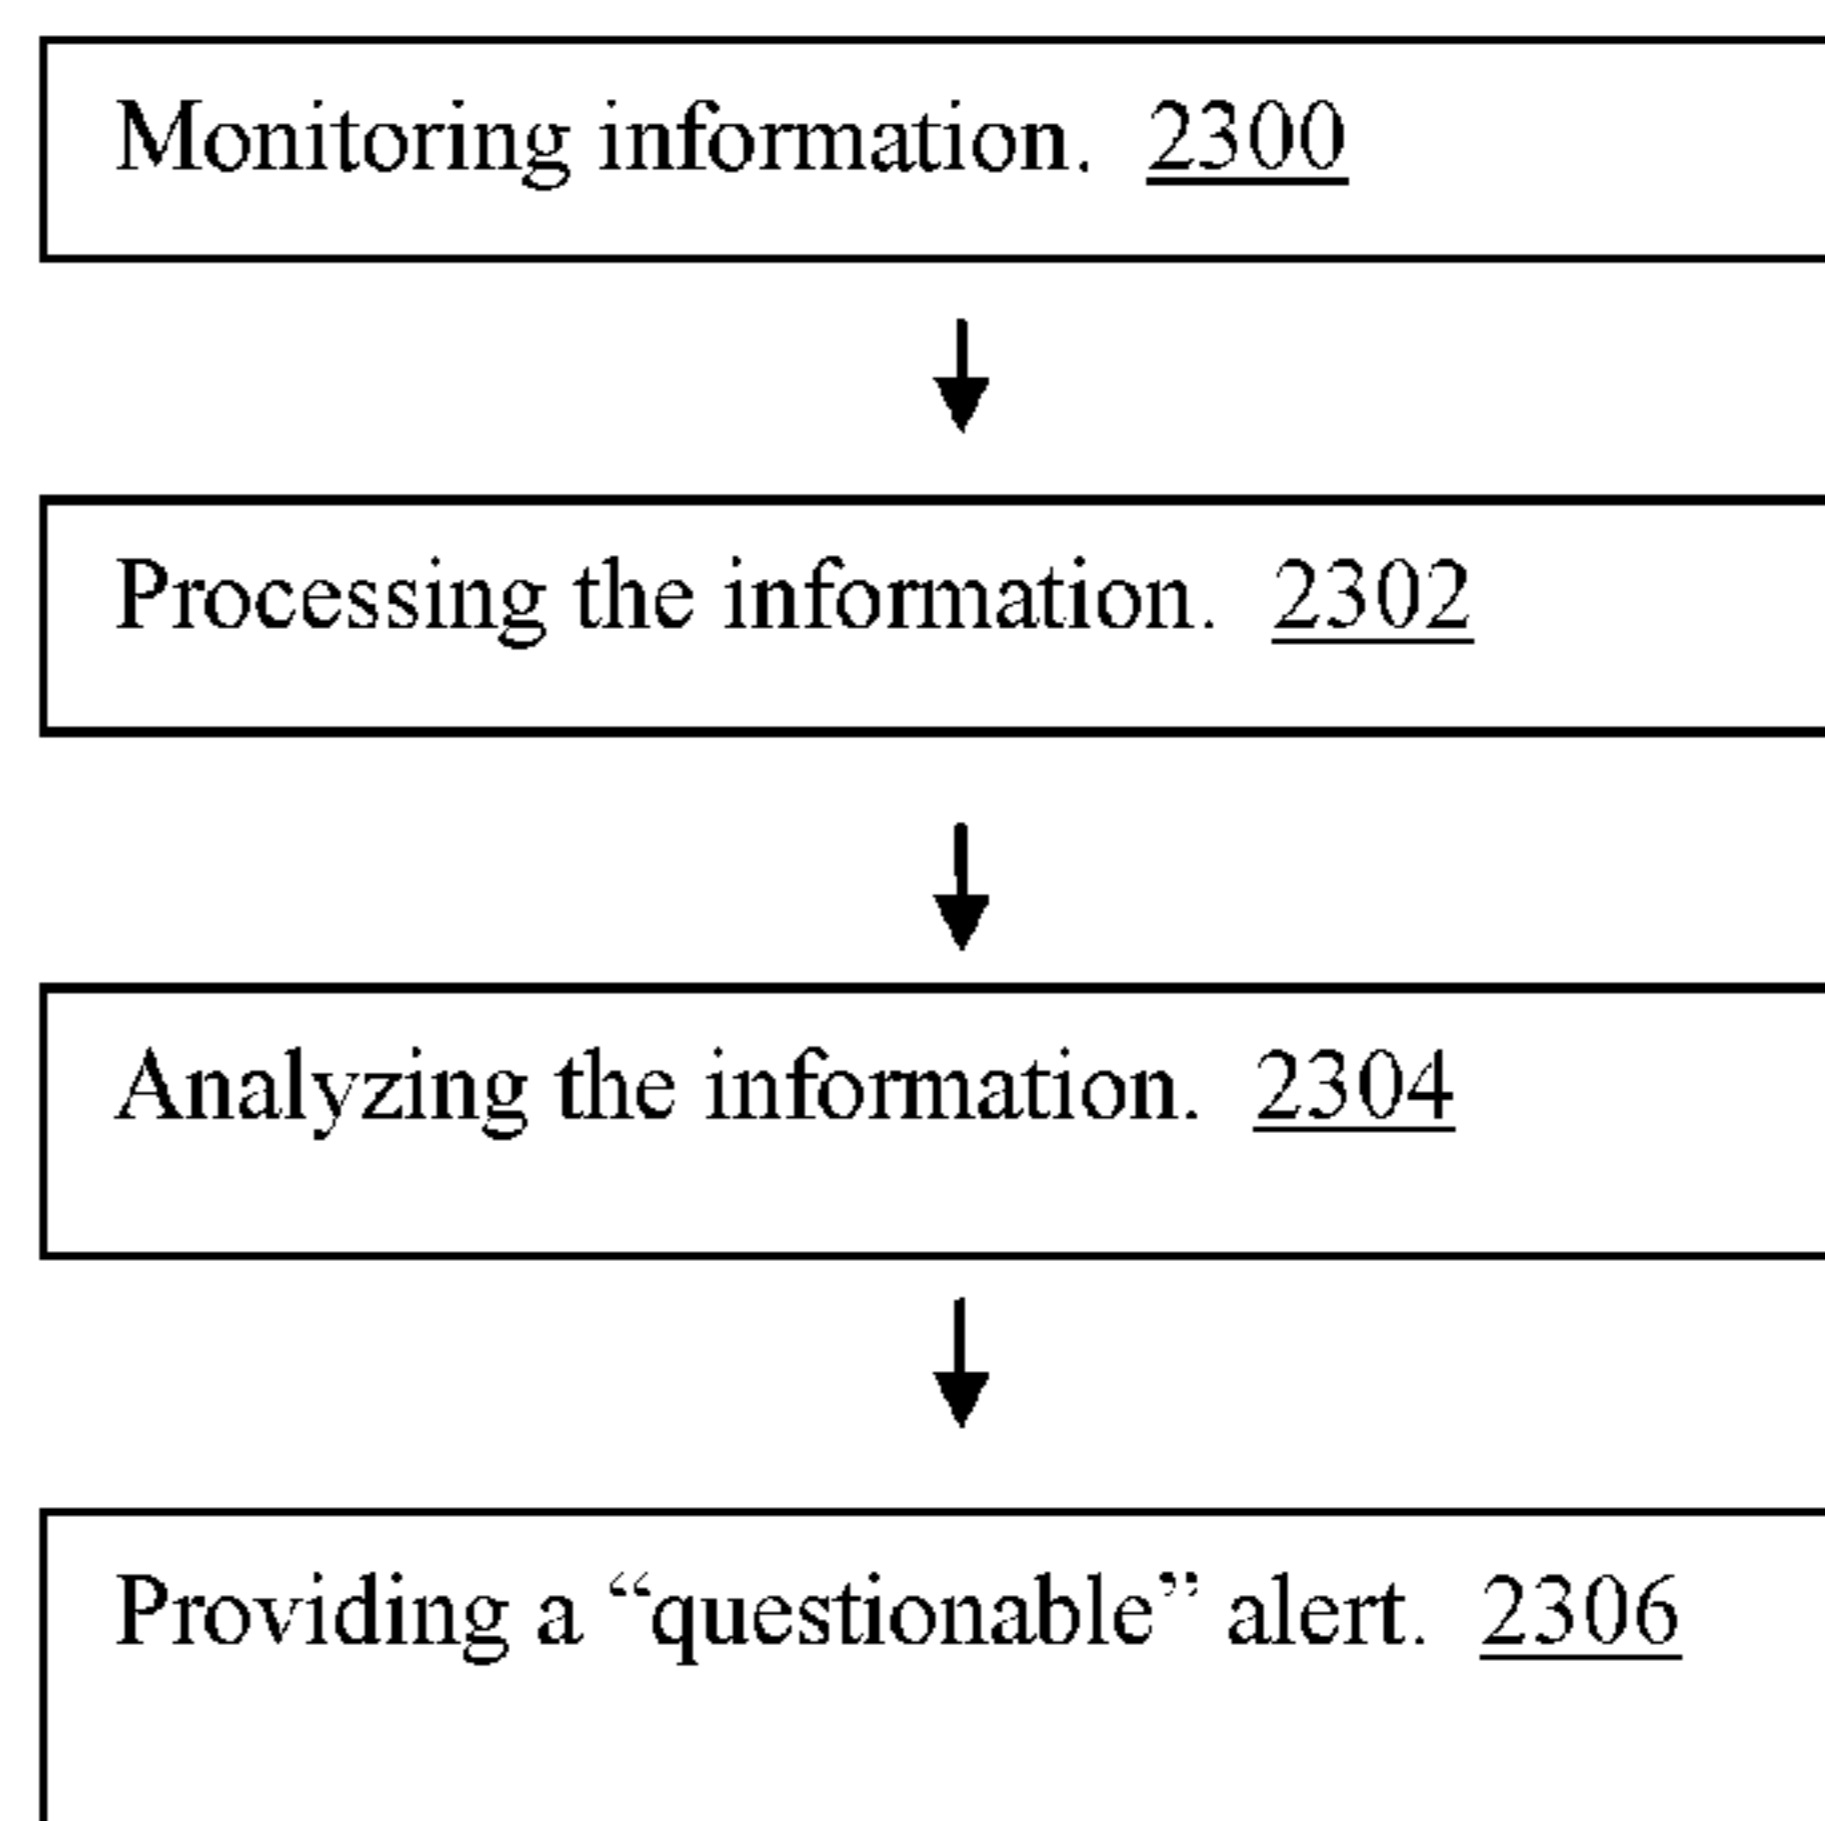 Monitoring information. 2300
Processing the information. 2302
Analyzing the information. 2304
Providing a “questionable” alert. 2306